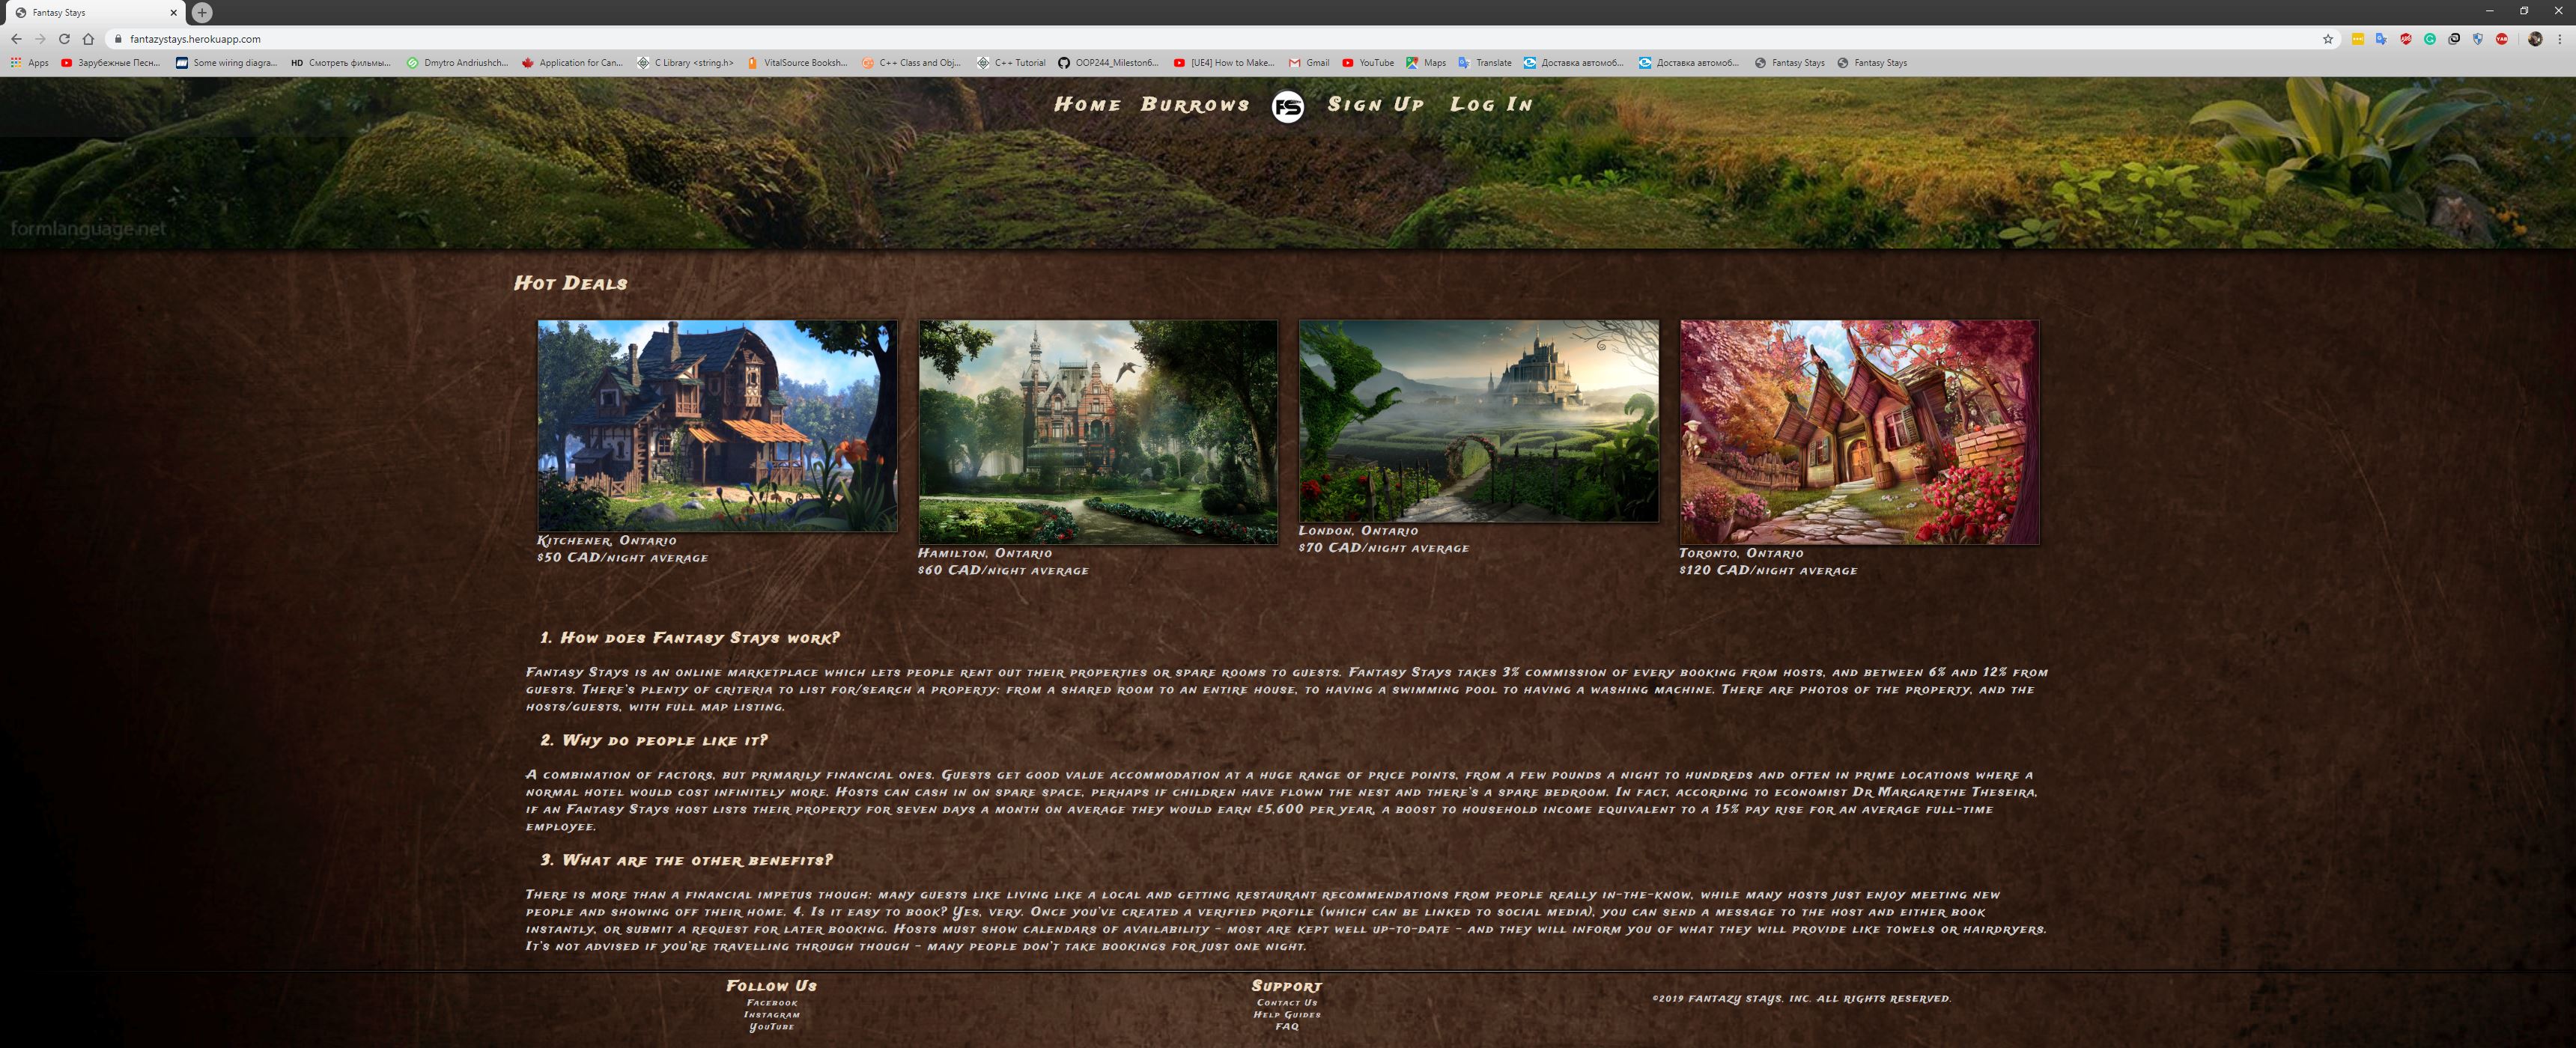 Fantasy Stays
fantazystays.herokuapp.com
Apps
Зарубежные Песн...
Some wiring diagra...
HD Смотреть фильмы...
Dmytro Andriushch...
Application for Can...
C Library <string.h>
VitalSource Booksh...
C++ Class and Obj...
C++ Tutorial
OOP244_Mileston6...
[UE4] How to Make...
Gmail
YouTube
Maps
Translate
Доставка автомоб...
Доставка автомоб...
Fantasy Stays
Fantasy Stays
Home Burrows FS Sign Up Log In
formlanguage.net
Hot Deals
Kitchener, Ontario
$50 CAD/night average
Hamilton, Ontario
$60 CAD/night average
London, Ontario
$70 CAD/night average
Toronto, Ontario
$120 CAD/night average
1. How does Fantasy Stays work?
Fantasy Stays is an online marketplace which lets people rent out their properties or spare rooms to guests. Fantasy Stays takes 3% commission of every booking from hosts, and between 6% and 12% from
guests. There's plenty of criteria to list for/search a property: from a shared room to an entire house, to having a swimming pool to having a washing machine. There are photos of the property, and the
hosts/guests, with full map listing.
2. Why do people like it?
A combination of factors, but primarily financial ones. Guests get good value accommodation at a huge range of price points, from a few pounds a night to hundreds and often in prime locations where a
normal hotel would cost infinitely more. Hosts can cash in on spare space, perhaps if children have flown the nest and there's a spare bedroom. In fact, according to economist Dr Margarethe Theseira,
if an Fantasy Stays host lists their property for seven days a month on average they would earn £5,600 per year, a boost to household income equivalent to a 15% pay rise for an average full-time
employee.
3. What are the other benefits?
There is more than a financial impetus though: many guests like living like a local and getting restaurant recommendations from people really in-the-know, while many hosts just enjoy meeting new
people and showing off their home. 4. Is it easy to book? Yes, very. Once you've created a verified profile (which can be linked to social media), you can send a message to the host and either book
instantly, or submit a request for later booking. Hosts must show calendars of availability - most are kept well up-to-date - and they will inform you of what they will provide like towels or hairdryers.
It's not advised if you're travelling through though - many people don't take bookings for just one night.
Follow Us
Facebook
Instagram
YouTube
Support
Contact Us
Help Guides
FAQ
©2019 FANTAZY STAYS, INC. ALL RIGHTS RESERVED.